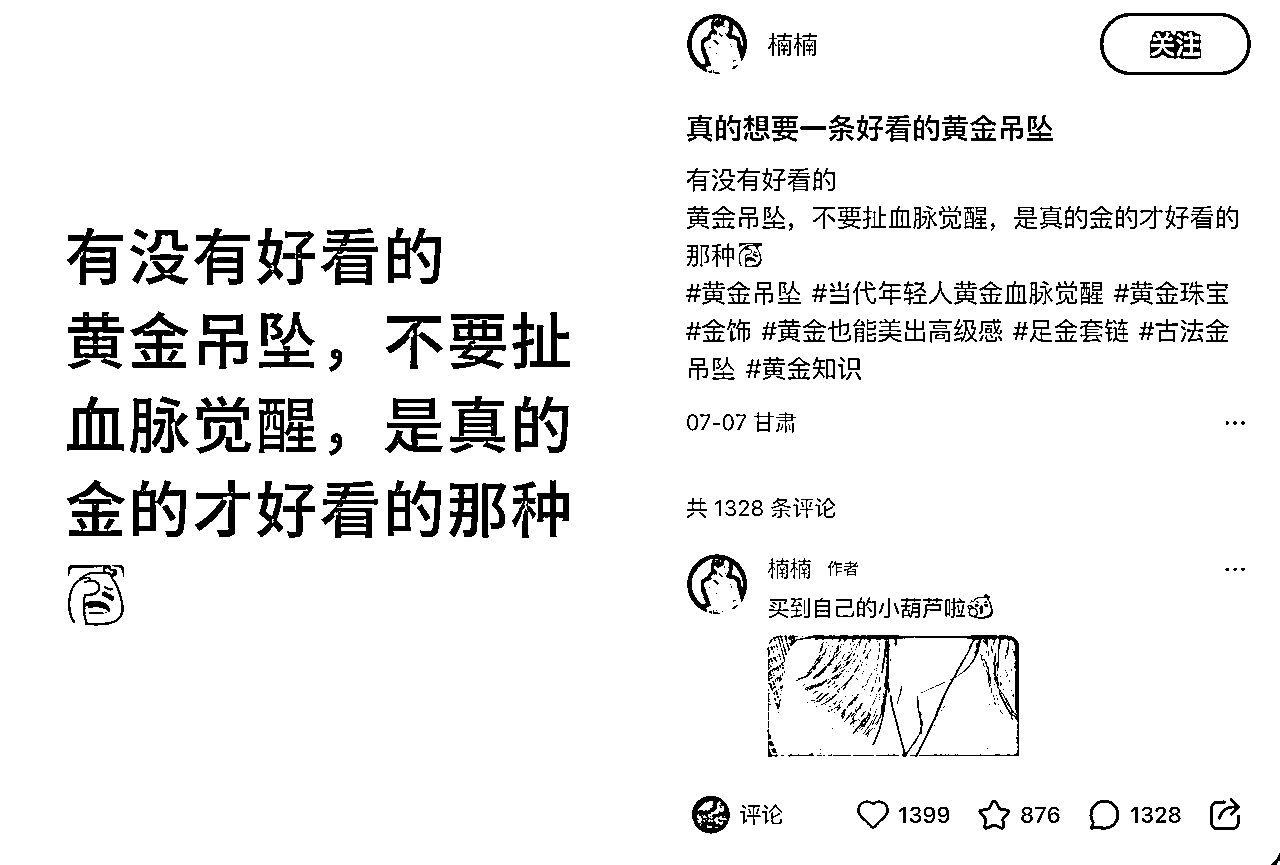 有没有好看的
黄金吊坠，不要扯
血脉觉醒，是真的
金的才好看的那种
楠楠
关注
真的想要一条好看的黄金吊坠
有没有好看的
黄金吊坠，不要扯血脉觉醒，是真的金的才好看的
那种
#黄金吊坠 #当代年轻人黄金血脉觉醒 #黄金珠宝
#金饰 #黄金也能美出高级感 #足金套链 #古法金
吊坠 #黄金知识
07-07 甘肃
共 1328 条评论
楠楠 作者
买到自己的小葫芦啦
评论 1399 876 1328